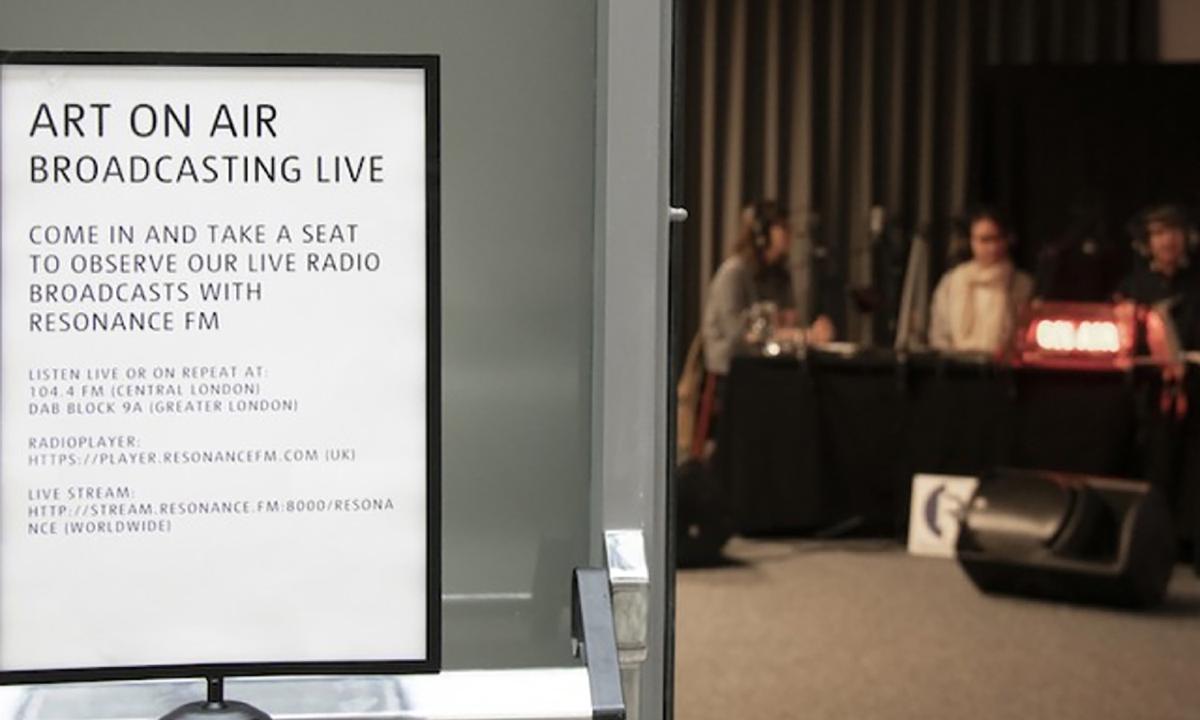 ART ON AIR
BROADCASTING LIVE
COME IN AND TAKE A SEAT
TO OBSERVE OUR LIVE RADIO
BROADCASTS WITH
RESONANCE FM
LISTEN LIVE OR ON REPEAT AT:
104.4 FM (CENTRAL LONDON)
DAB BLOCK 9A (GREATER LONDON)
RADIOPLAYER:
HTTPS://PLAYER.RESONANCEFM.COM (UK)
LIVE STREAM:
HTTP://STREAM.RESONANCE.FM:8000/RESONA
NCE (WORLDWIDE)